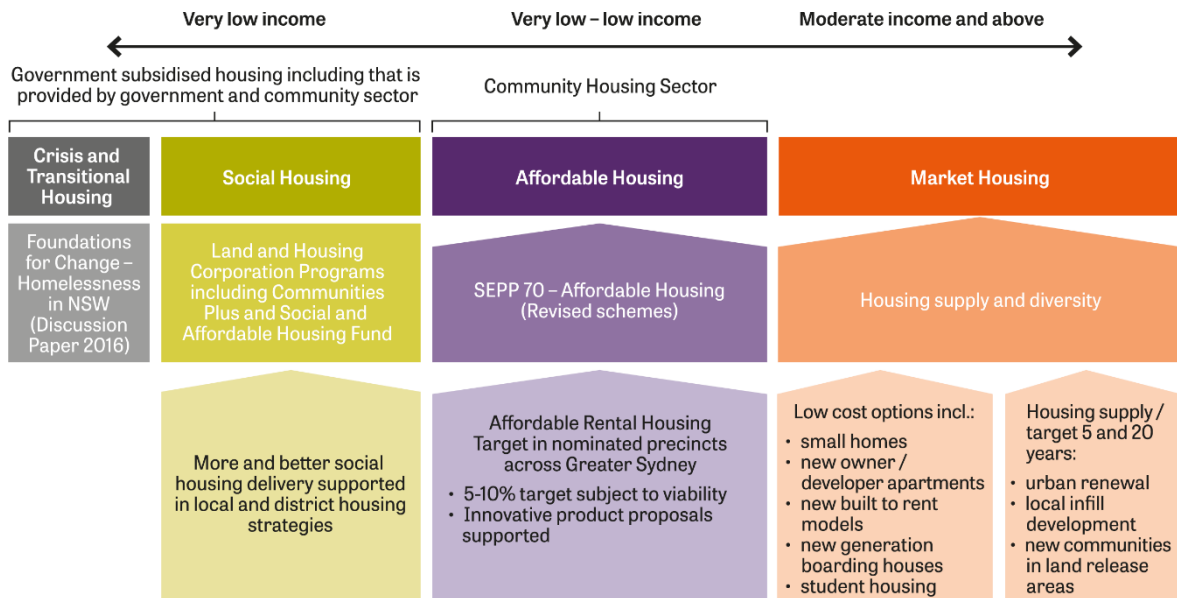 Very low income
Very low – low income
Moderate income and above
Government subsidised housing including that is
provided by government and community sector
Community Housing Sector
Crisis and
Transitional
Housing
Social Housing
Affordable Housing
Market Housing
Foundations
for Change –
Homelessness
in NSW
(Discussion
Paper 2016)
Land and Housing
Corporation Programs
including Communities
Plus and Social and
Affordable Housing Fund
SEPP 70 – Affordable Housing
(Revised schemes)
Housing supply and diversity
More and better social
housing delivery supported
in local and district housing
strategies
Affordable Rental Housing
Target in nominated precincts
across Greater Sydney
• 5-10% target subject to viability
• Innovative product proposals
supported
Low cost options incl.:
• small homes
• new owner /
developer apartments
• new built to rent
models
• new generation
boarding houses
• student housing
Housing supply /
target 5 and 20
years:
• urban renewal
• local infill
development
• new communities
in land release
areas